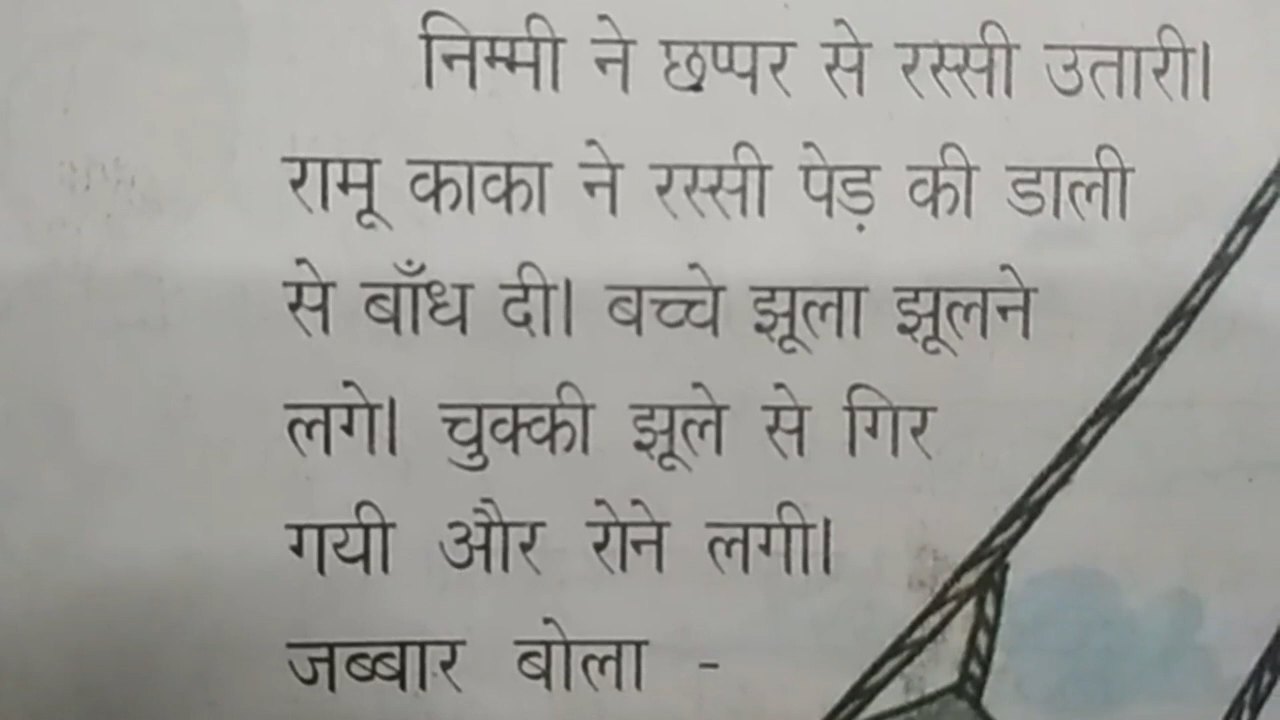 निम्मी ने छप्पर से रस्सी उतारी।
रामू काका ने रस्सी पेड़ की डाली
से बाँध दी। बच्चे झूला झूलने
लगे। चुक्की झूले से गिर
गयी और रोने लगी।
जब्बार बोला -